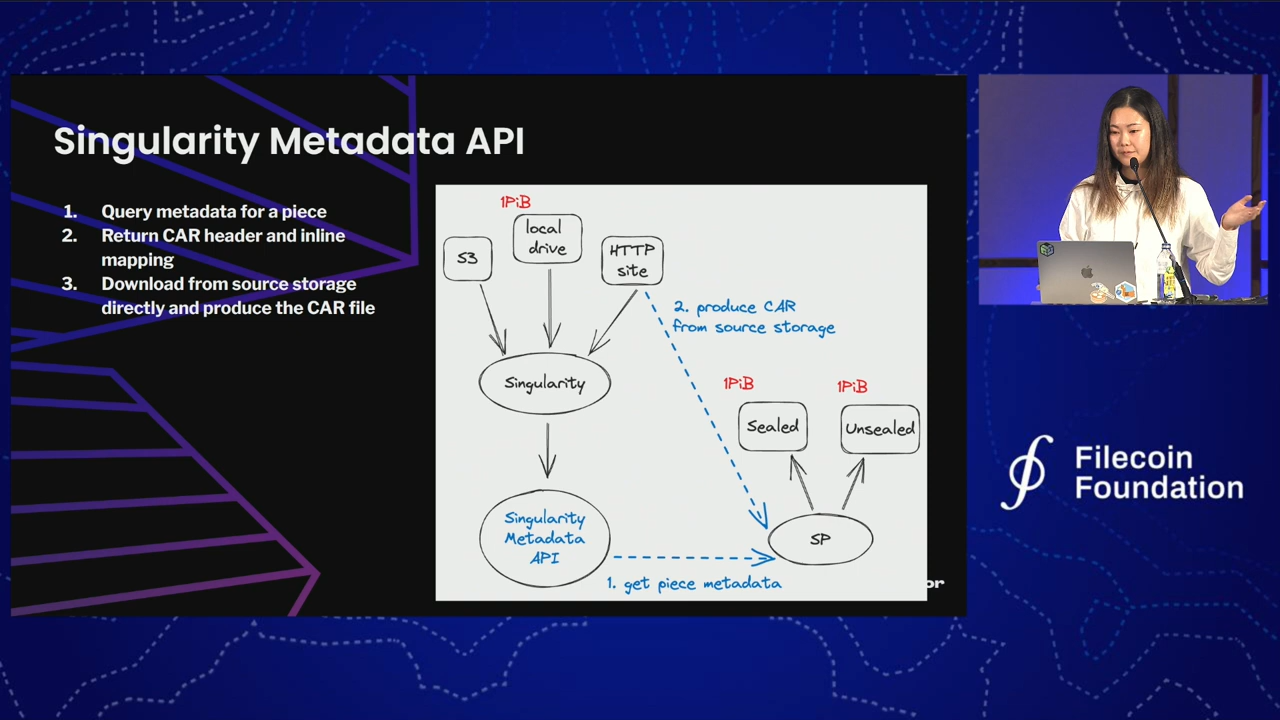 Singularity Metadata API
1. Query metadata for a piece
2. Return CAR header and inline
mapping
3. Download from source storage
directly and produce the CAR file
1PiB
S3
local
drive
HTTP
site
2. produce CAR
from source storage
Singularity
1PiB
1PiB
Sealed
Unsealed
Singularity
Metadata
API
SP
1. get piece metadata
or
Filecoin
Foundation